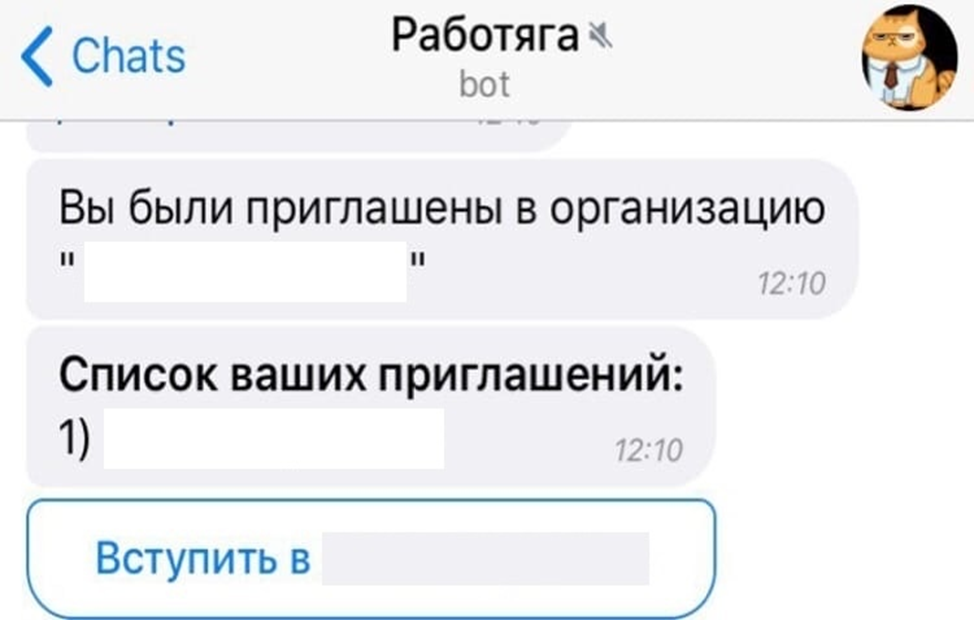 Chats
Работяга
bot
Вы были приглашены в организацию
" "
12:10
Список ваших приглашений:
1)
12:10
Вступить в